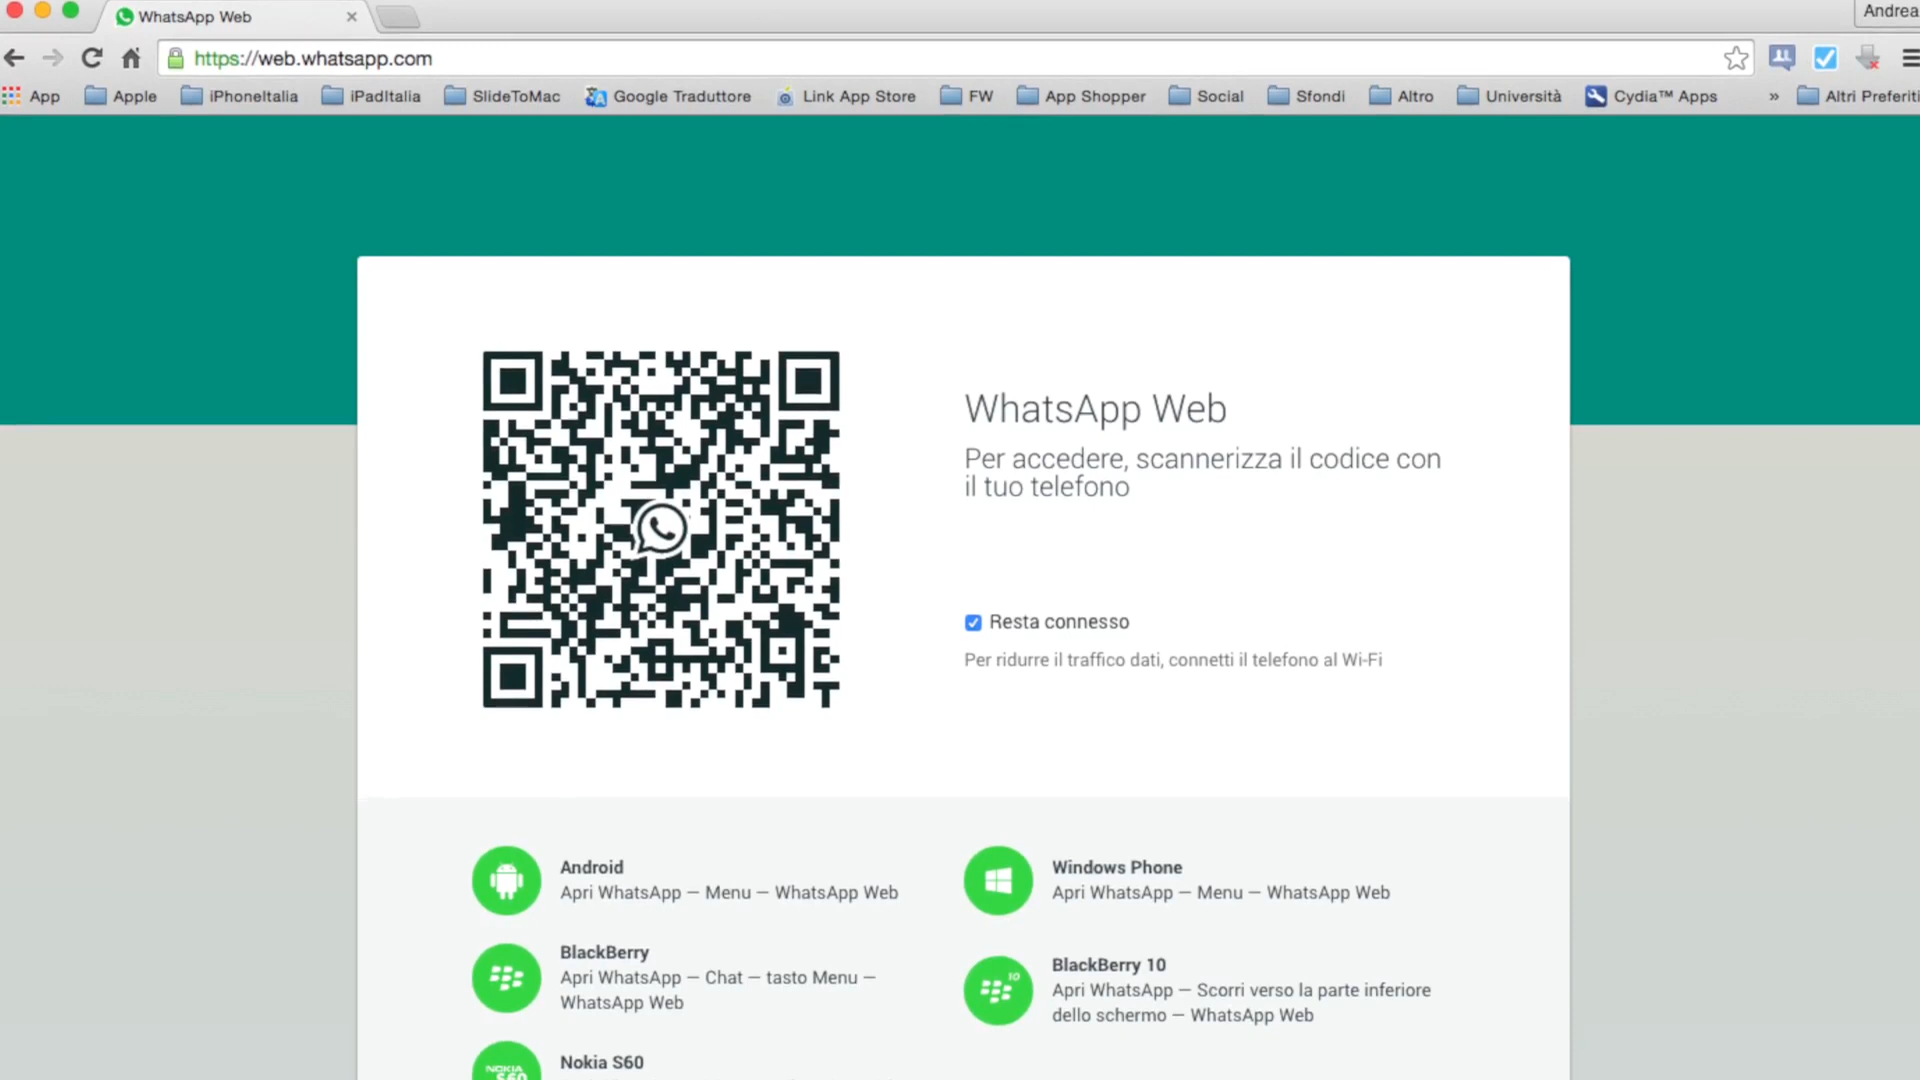 WhatsApp Web
Andrea
https://web.whatsapp.com
App Apple iPhoneItalia iPadItalia SlideToMac Google Traduttore Link App Store FW App Shopper Social Sfondi Altro Università Cydia™ Apps » Altri Preferiti
WhatsApp Web
Per accedere, scannerizza il codice con
il tuo telefono
Resta connesso
Per ridurre il traffico dati, connetti il telefono al Wi-Fi
Android
Apri WhatsApp — Menu — WhatsApp Web
Windows Phone
Apri WhatsApp — Menu — WhatsApp Web
BlackBerry
Apri WhatsApp — Chat — tasto Menu —
WhatsApp Web
10
BlackBerry 10
Apri WhatsApp — Scorri verso la parte inferiore
dello schermo — WhatsApp Web
NOKIA
S60
Nokia S60